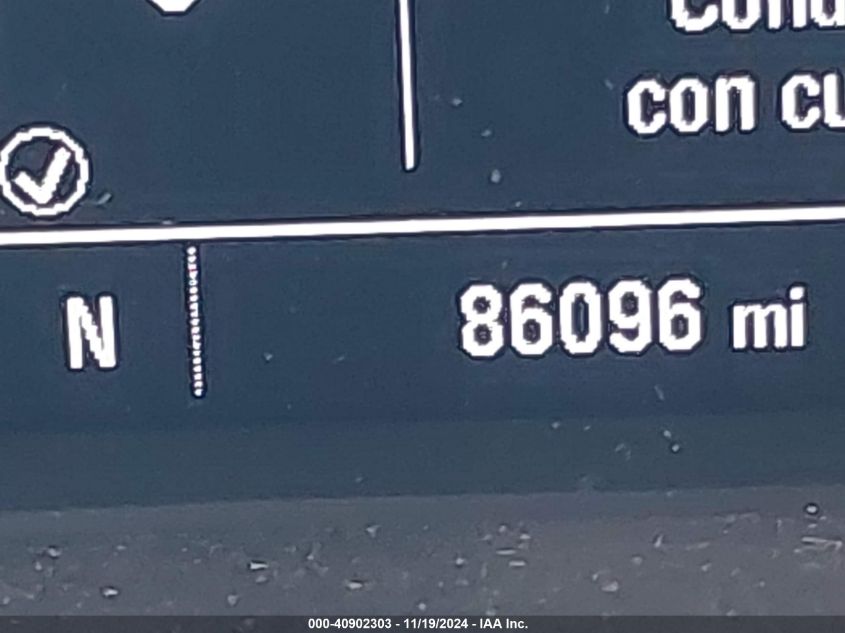 con
N
86096 mi
000-40902303 - 11/19/2024 - IAA Inc.